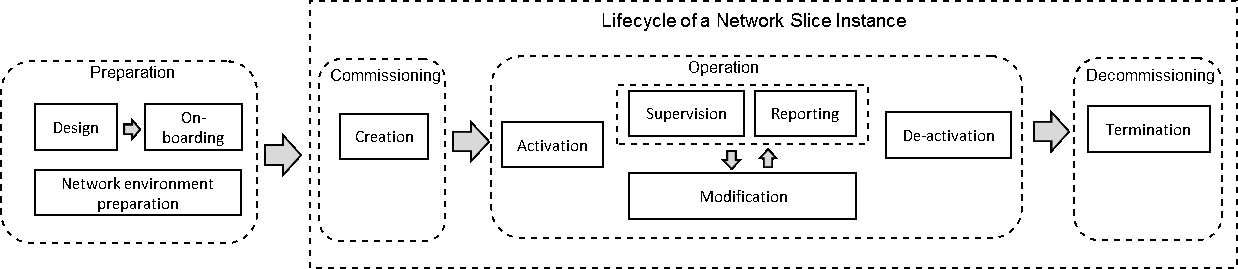 Lifecycle of a Network Slice Instance
Preparation
Design
On-
boarding
Network environment
preparation
Commissioning
Creation
Operation
Activation
Supervision
Reporting
Modification
De-activation
Decommissioning
Termination